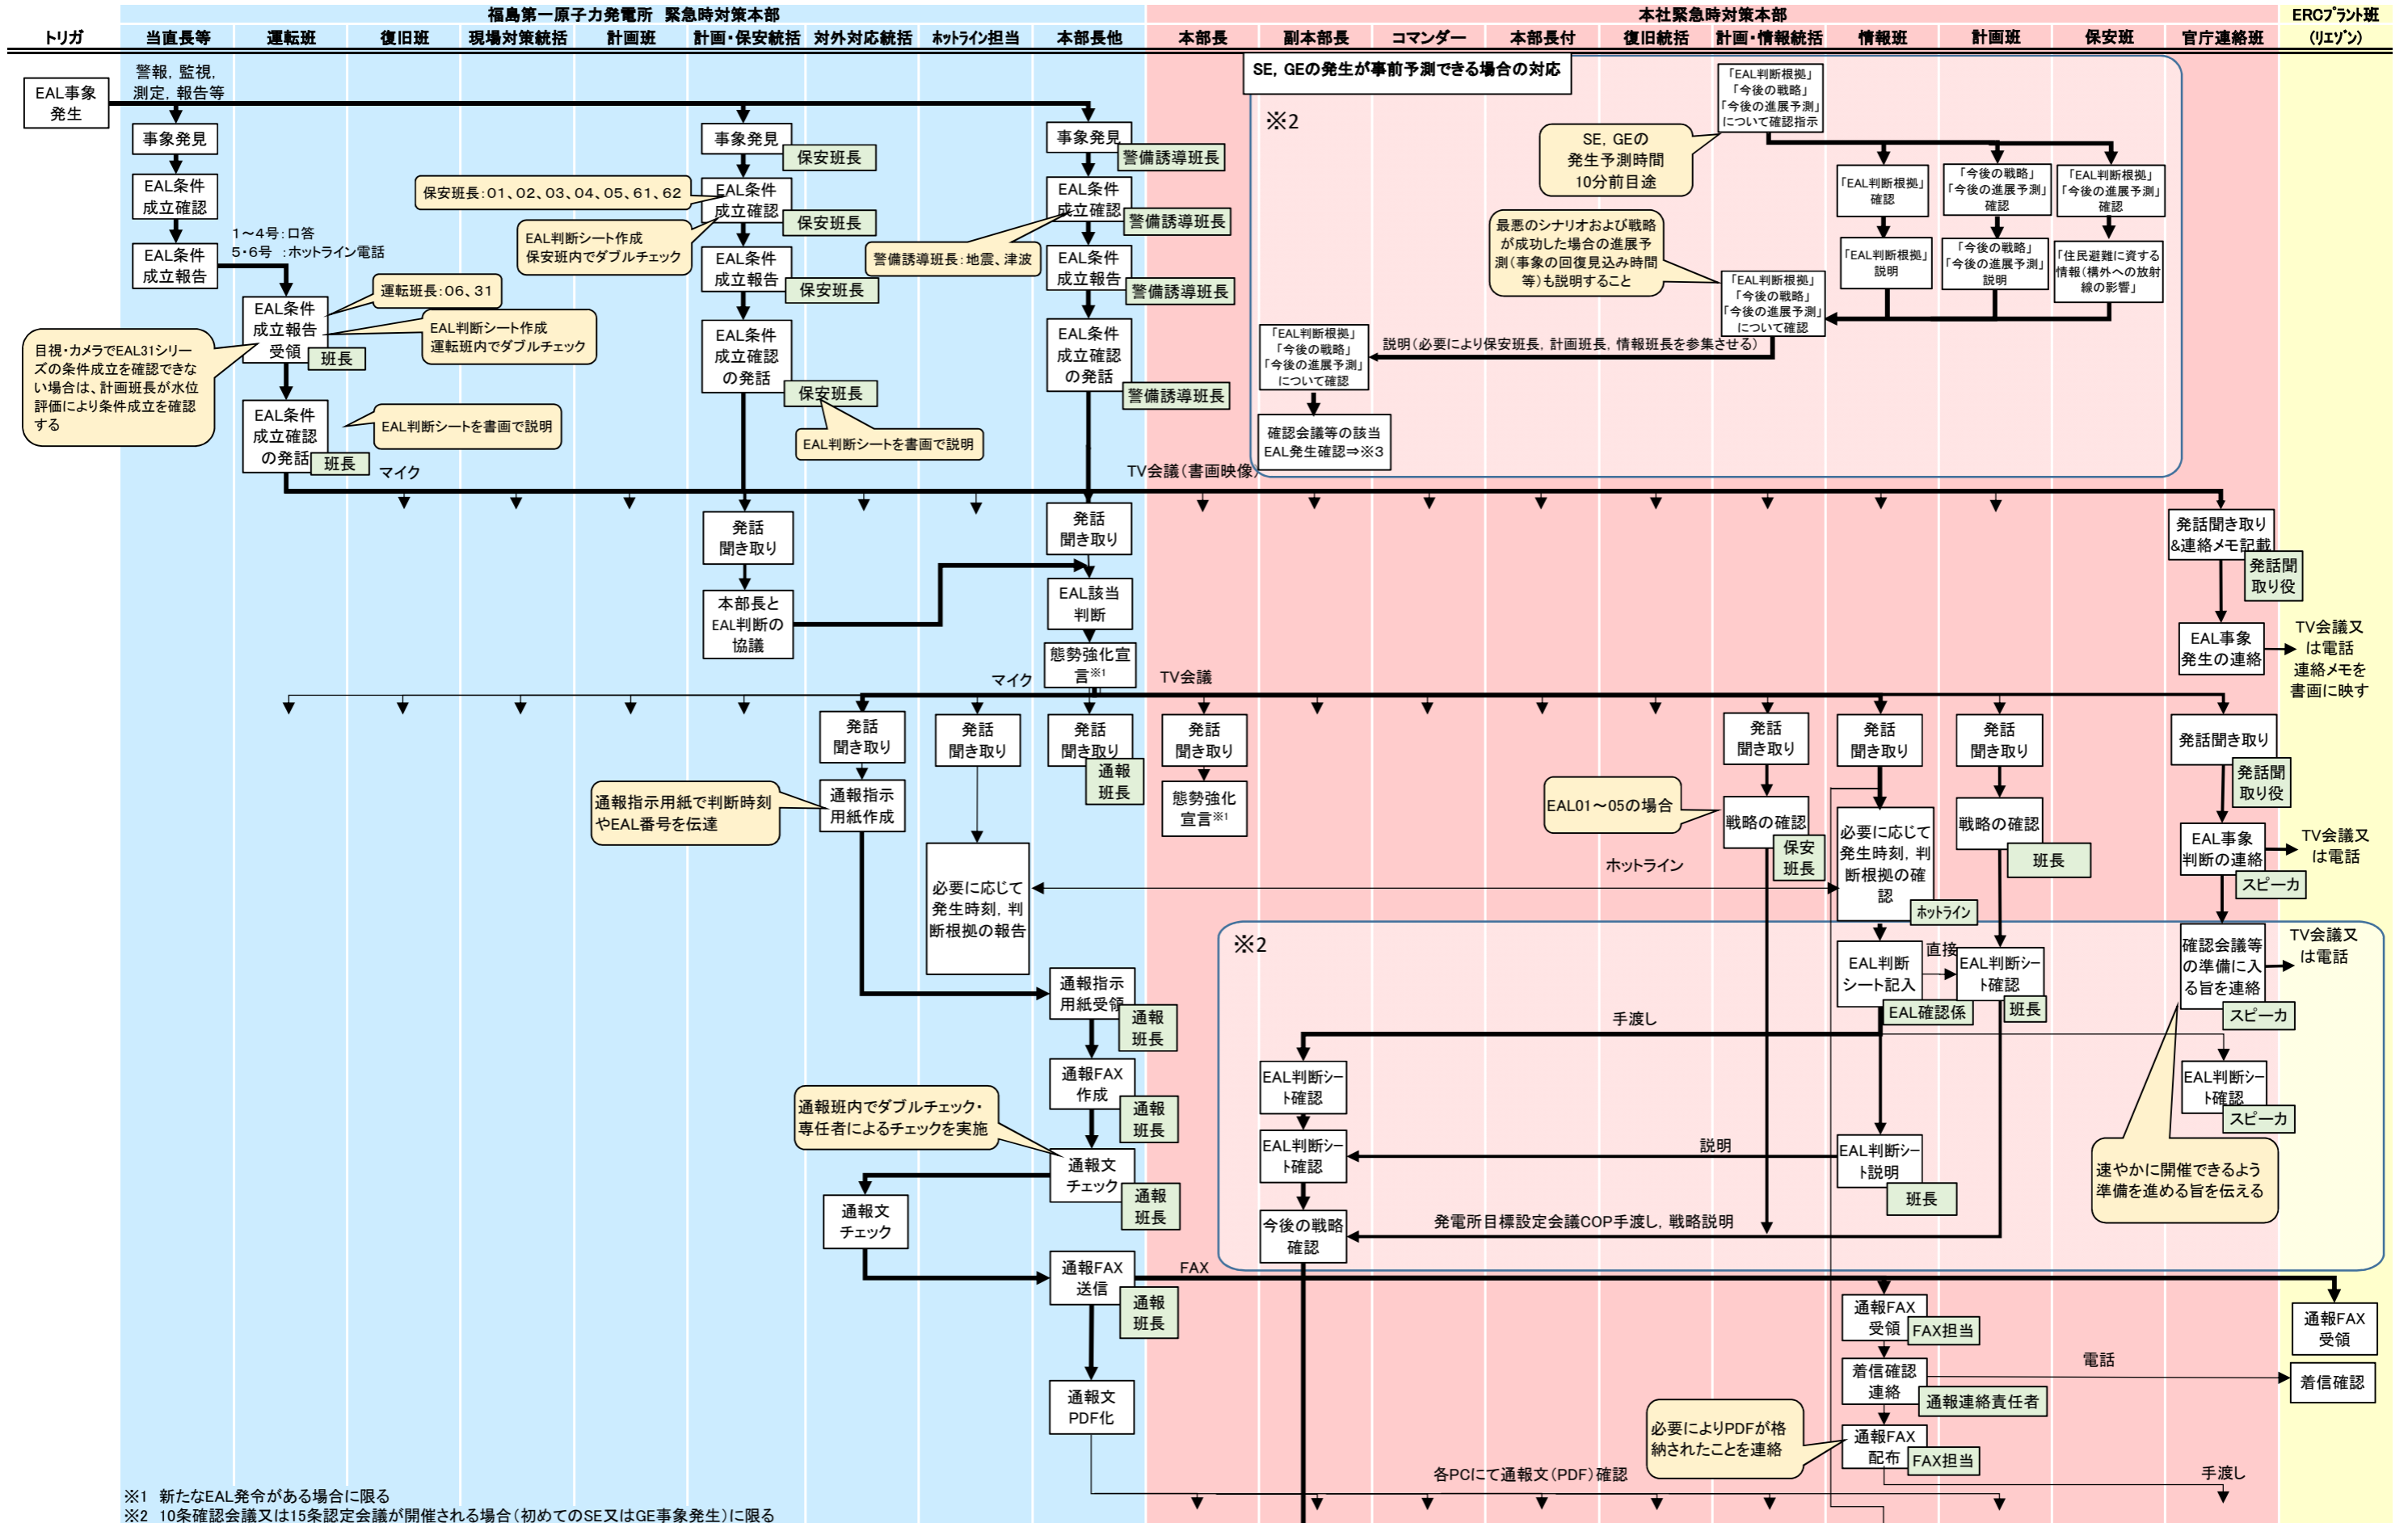 福島第一原子力発電所　緊急時対策本部
本社緊急時対策本部
ERCプラント班
(リエゾン)
トリガ
当直長等
運転班
復旧班
現場対策統括
計画班
計画・保安統括
対外対応統括
ホットライン担当
本部長他
本部長
副本部長
コマンダー
本部長付
復旧統括
計画・情報統括
情報班
計画班
保安班
官庁連絡班
EAL事象
発生
警報，監視，
測定，報告等
事象発見
EAL条件
成立確認
EAL条件
成立報告
1～4号：口答
5・6号　：ホットライン電話
EAL条件
成立報告
受領
班長
運転班長：06、31
EAL判断シート作成
運転班内でダブルチェック
目視・カメラでEAL31シリー
ズの条件成立を確認できな
い場合は、計画班長が水位
評価により条件成立を確認
する
EAL条件
成立確認
の発話
班長
EAL判断シートを書画で説明
マイク
事象発見
保安班長
保安班長：01、02、03、04、05、61、62
EAL条件
成立確認
保安班長
EAL判断シート作成
保安班内でダブルチェック
EAL条件
成立報告
保安班長
EAL条件
成立確認
の発話
保安班長
EAL判断シートを書画で説明
事象発見
警備誘導班長
EAL条件
成立確認
警備誘導班長
警備誘導班長：地震、津波
EAL条件
成立報告
警備誘導班長
EAL条件
成立確認
の発話
警備誘導班長
TV会議（書画映像）
SE，GEの発生が事前予測できる場合の対応
※2
「EAL判断根拠」
「今後の戦略」
「今後の進展予測」
について確認指示
SE，GEの
発生予測時間
10分前目途
「EAL判断根拠」
確認
「今後の戦略」
「今後の進展予測」
確認
「EAL判断根拠」
「今後の進展予測」
確認
最悪のシナリオおよび戦略
が成功した場合の進展予
測（事象の回復見込み時間
等）も説明すること
「EAL判断根拠」
説明
「今後の戦略」
「今後の進展予測」
説明
「住民避難に資する
情報（構外への放射
線の影響」
「EAL判断根拠」
「今後の戦略」
「今後の進展予測」
について確認
説明（必要により保安班長，計画班長，情報班長を参集させる）
「EAL判断根拠」
「今後の戦略」
「今後の進展予測」
について確認
確認会議等の該当
EAL発生確認⇒※3
発話
聞き取り
本部長と
EAL判断の
協議
発話
聞き取り
EAL該当
判断
態勢強化宣
言※1
発話聞き取り
&連絡メモ記載
発話聞
取り役
EAL事象
発生の連絡
TV会議又
は電話
連絡メモを
書画に映す
マイク
TV会議
発話
聞き取り
通報指示
用紙作成
通報指示用紙で判断時刻
やEAL番号を伝達
発話
聞き取り
必要に応じて
発生時刻，判
断根拠の報告
発話
聞き取り
通報
班長
発話
聞き取り
態勢強化
宣言※1
発話
聞き取り
EAL01～05の場合
戦略の確認
保安
班長
ホットライン
発話
聞き取り
必要に応じて
発生時刻，判
断根拠の確
認
ホットライン
発話
聞き取り
戦略の確認
班長
発話聞き取り
発話聞
取り役
EAL事象
判断の連絡
スピーカ
TV会議又
は電話
※2
EAL判断
シート記入
EAL確認係
直接
EAL判断シー
ト確認
班長
確認会議等
の準備に入
る旨を連絡
スピーカ
TV会議又
は電話
手渡し
EAL判断シー
ト確認
EAL判断シー
ト確認
スピーカ
速やかに開催できるよう
準備を進める旨を伝える
EAL判断シー
ト確認
説明
EAL判断シー
ト説明
班長
今後の戦略
確認
発電所目標設定会議COP手渡し，戦略説明
通報指示
用紙受領
通報
班長
通報FAX
作成
通報
班長
通報班内でダブルチェック・
専任者によるチェックを実施
通報文
チェック
通報
班長
通報文
チェック
通報FAX
送信
通報
班長
FAX
通報FAX
受領
FAX担当
通報FAX
受領
着信確認
連絡
通報連絡責任者
電話
着信確認
必要によりPDFが格
納されたことを連絡
通報FAX
配布
FAX担当
手渡し
通報文
PDF化
各PCにて通報文（PDF）確認
※1　新たなEAL発令がある場合に限る
※2　10条確認会議又は15条認定会議が開催される場合（初めてのSE又はGE事象発生）に限る